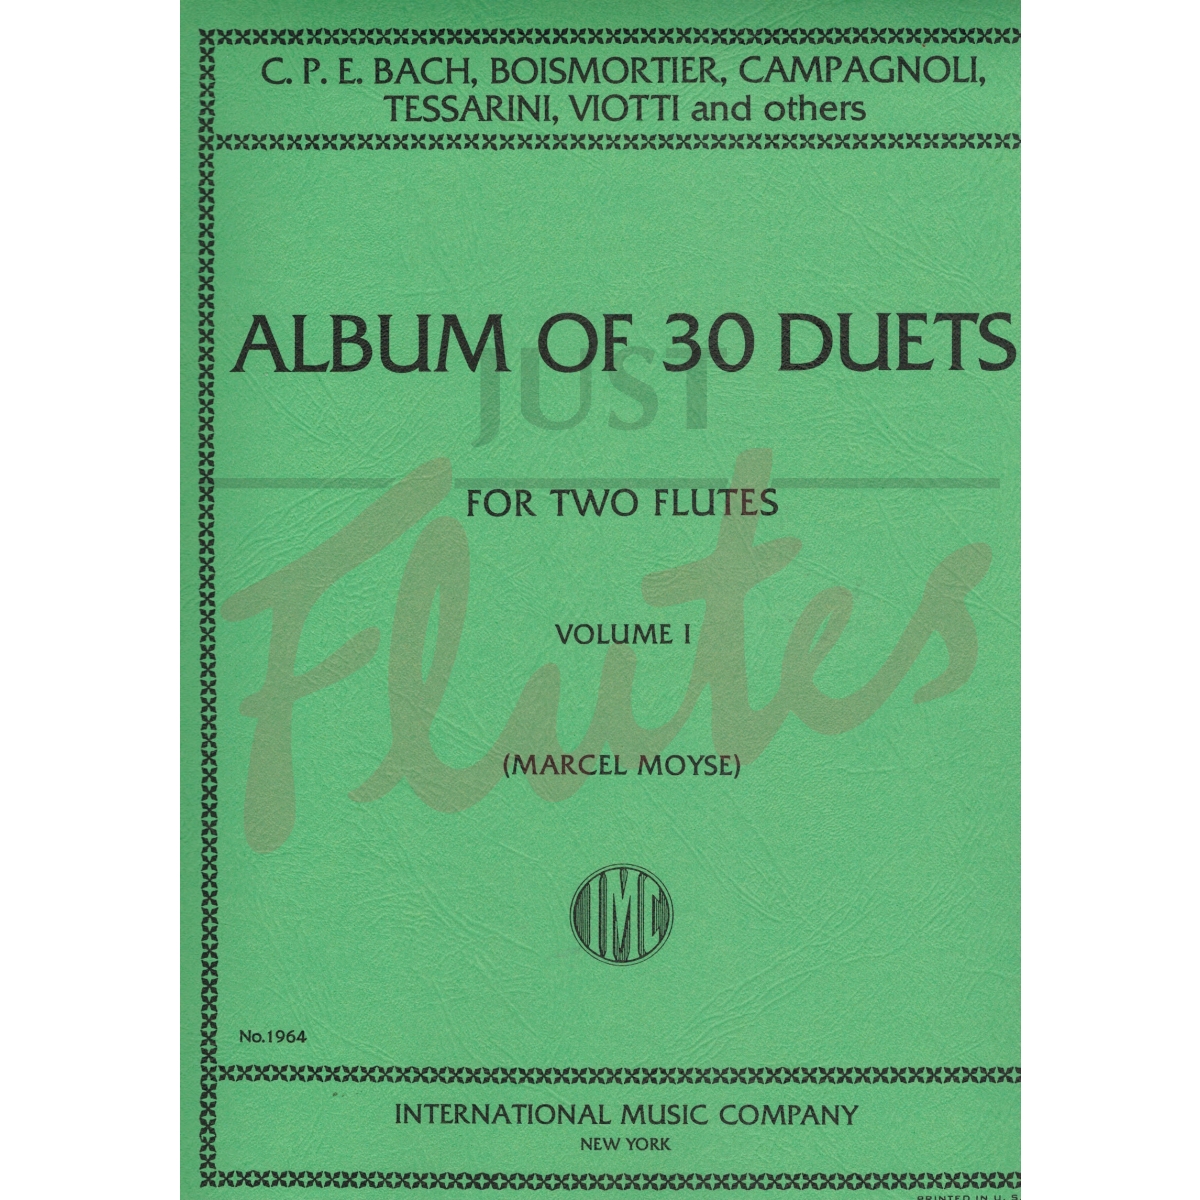 C. P. E. BACH, BOISMORTIER, CAMPAGNOLI,
TESSARINI, VIOTTI and others
ALBUM OF 30 DUETS
JUST
FOR TWO FLUTES
Flutes
VOLUME I
(MARCEL MOYSE)
IMC
No.1964
INTERNATIONAL MUSIC COMPANY
NEW YORK
PRINTED IN U. S.